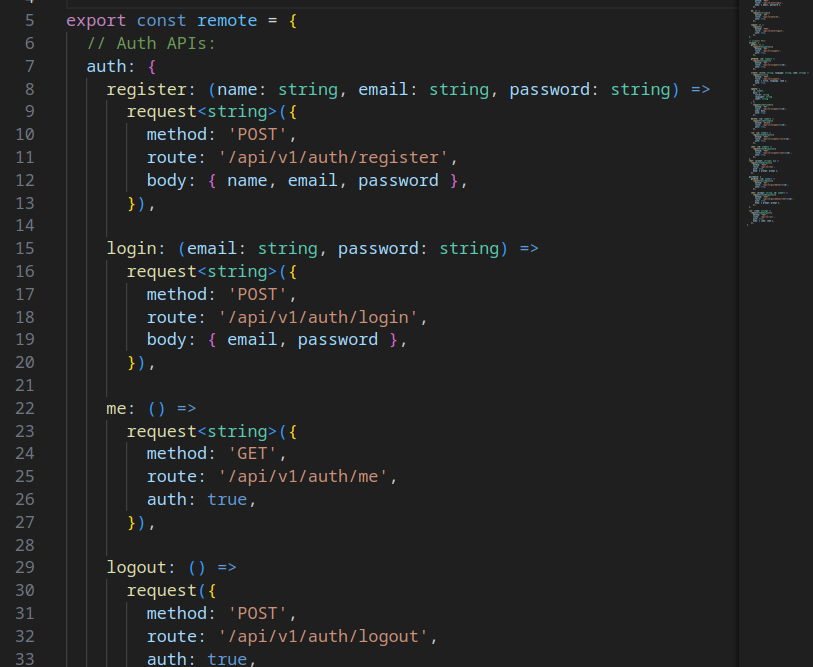 5 export const remote = {
6 // Auth APIs:
7 auth: {
8 register: (name: string, email: string, password: string) =>
9 request<string>({
10 method: 'POST',
11 route: '/api/v1/auth/register',
12 body: { name, email, password },
13 }),
14
15 login: (email: string, password: string) =>
16 request<string>({
17 method: 'POST',
18 route: '/api/v1/auth/login',
19 body: { email, password },
20 }),
21
22 me: () =>
23 request<string>({
24 method: 'GET',
25 route: '/api/v1/auth/me',
26 auth: true,
27 }),
28
29 logout: () =>
30 request({
31 method: 'POST',
32 route: '/api/v1/auth/logout',
33 auth: true,